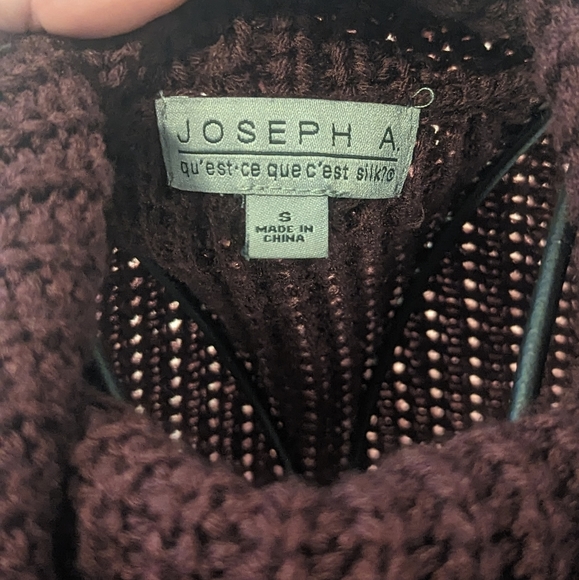 JOSEPH A.
qu'est-ce que c'est silk?©
S
MADE IN
CHINA